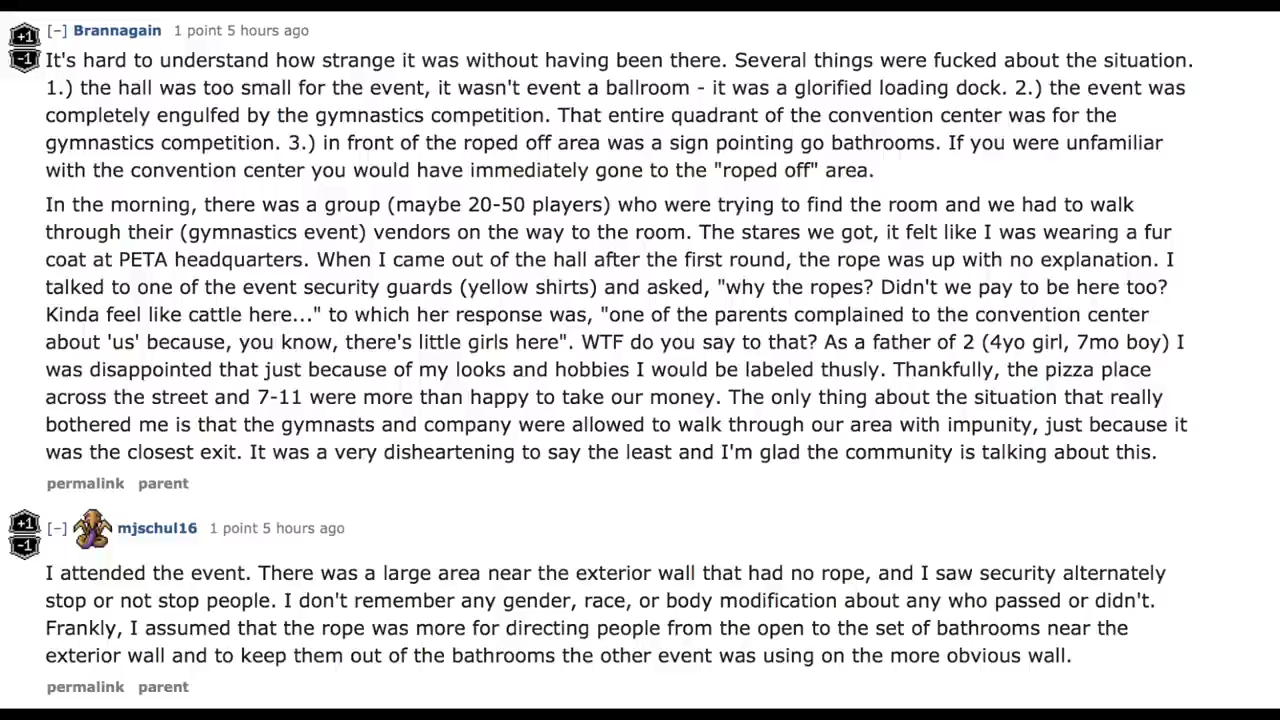 +1 [–] Brannagain 1 point 5 hours ago
-1 It's hard to understand how strange it was without having been there. Several things were fucked about the situation.
1.) the hall was too small for the event, it wasn't event a ballroom - it was a glorified loading dock. 2.) the event was
completely engulfed by the gymnastics competition. That entire quadrant of the convention center was for the
gymnastics competition. 3.) in front of the roped off area was a sign pointing go bathrooms. If you were unfamiliar
with the convention center you would have immediately gone to the "roped off" area.
In the morning, there was a group (maybe 20-50 players) who were trying to find the room and we had to walk
through their (gymnastics event) vendors on the way to the room. The stares we got, it felt like I was wearing a fur
coat at PETA headquarters. When I came out of the hall after the first round, the rope was up with no explanation. I
talked to one of the event security guards (yellow shirts) and asked, "why the ropes? Didn't we pay to be here too?
Kinda feel like cattle here..." to which her response was, "one of the parents complained to the convention center
about 'us' because, you know, there's little girls here". WTF do you say to that? As a father of 2 (4yo girl, 7mo boy) I
was disappointed that just because of my looks and hobbies I would be labeled thusly. Thankfully, the pizza place
across the street and 7-11 were more than happy to take our money. The only thing about the situation that really
bothered me is that the gymnasts and company were allowed to walk through our area with impunity, just because it
was the closest exit. It was a very disheartening to say the least and I'm glad the community is talking about this.
permalink parent
+1 [–] mjschul16 1 point 5 hours ago
-1
I attended the event. There was a large area near the exterior wall that had no rope, and I saw security alternately
stop or not stop people. I don't remember any gender, race, or body modification about any who passed or didn't.
Frankly, I assumed that the rope was more for directing people from the open to the set of bathrooms near the
exterior wall and to keep them out of the bathrooms the other event was using on the more obvious wall.
permalink parent